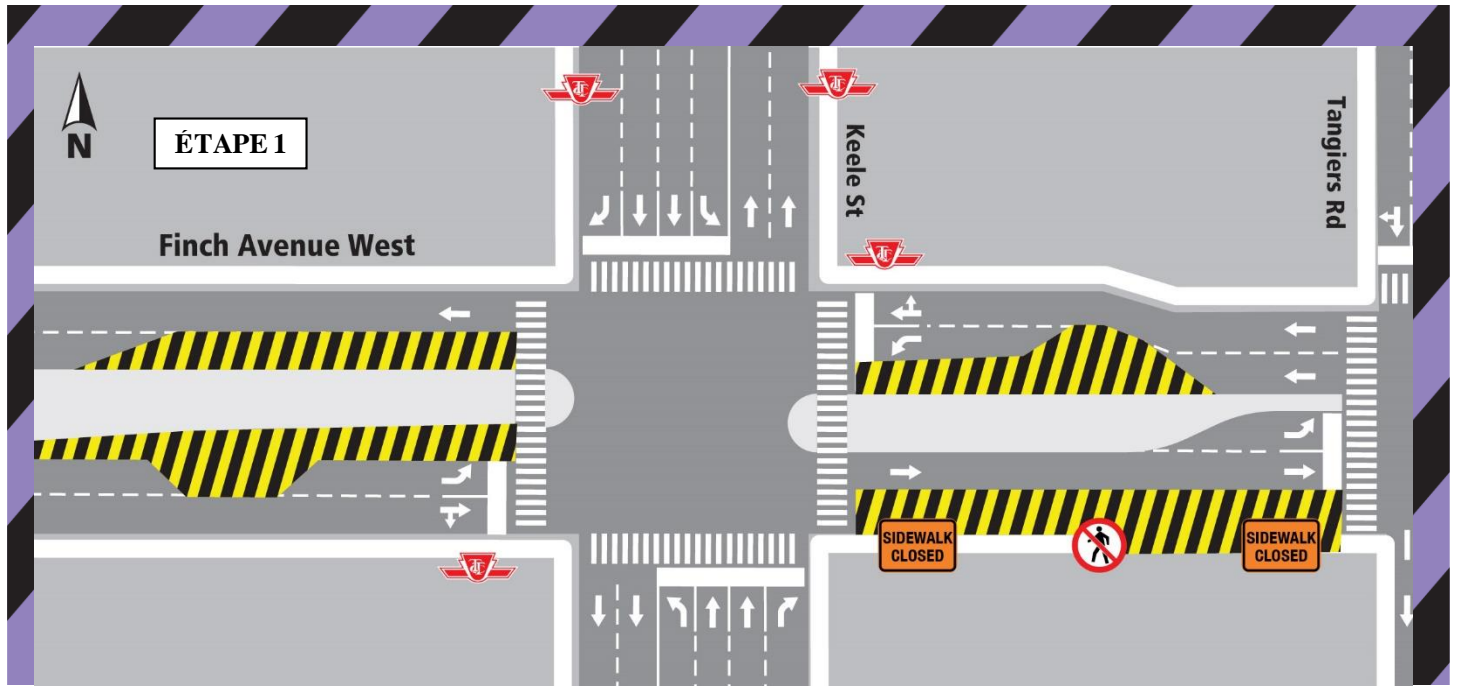 ÉTAPE 1
N
Finch Avenue West
Keele St
Tangiers Rd
SIDEWALK
CLOSED
SIDEWALK
CLOSED